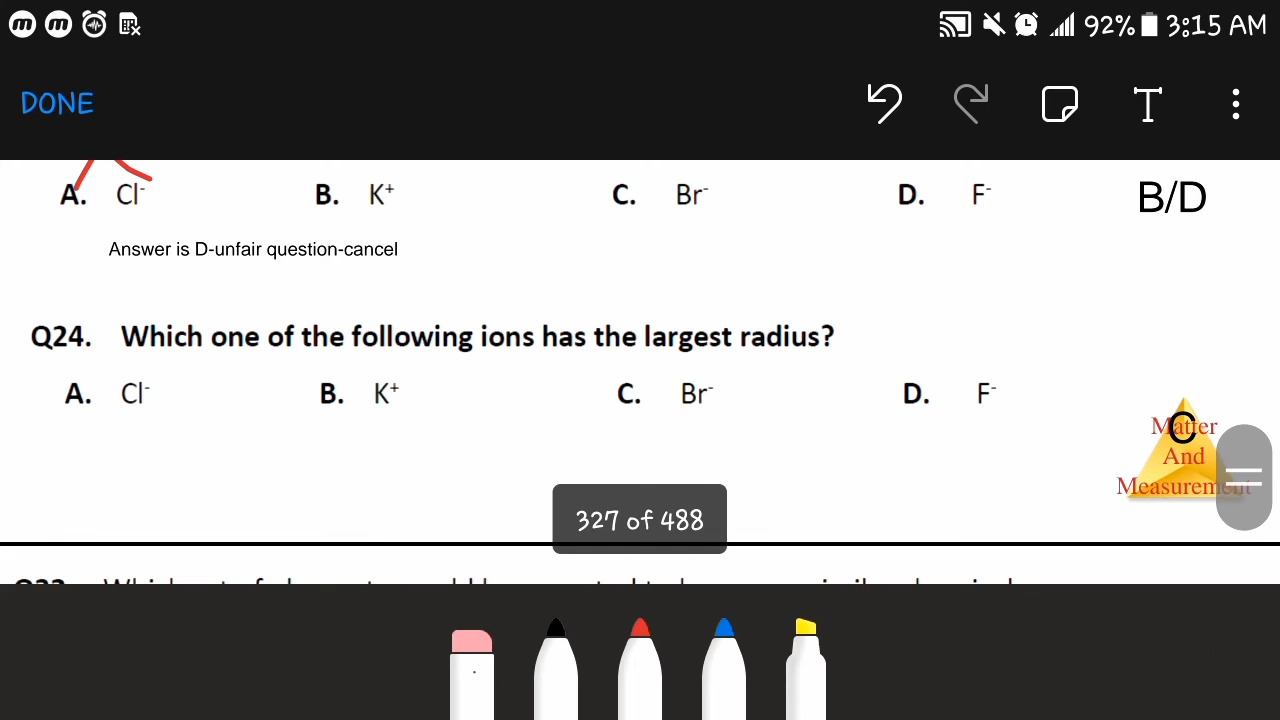 92% 3:15 AM
DONE T
A. Cl⁻ B. K⁺ C. Br⁻ D. F⁻ B/D
Answer is D-unfair question-cancel
Q24. Which one of the following ions has the largest radius?
A. Cl⁻ B. K⁺ C. Br⁻ D. F⁻
C
Matter
And
Measurement
327 of 488